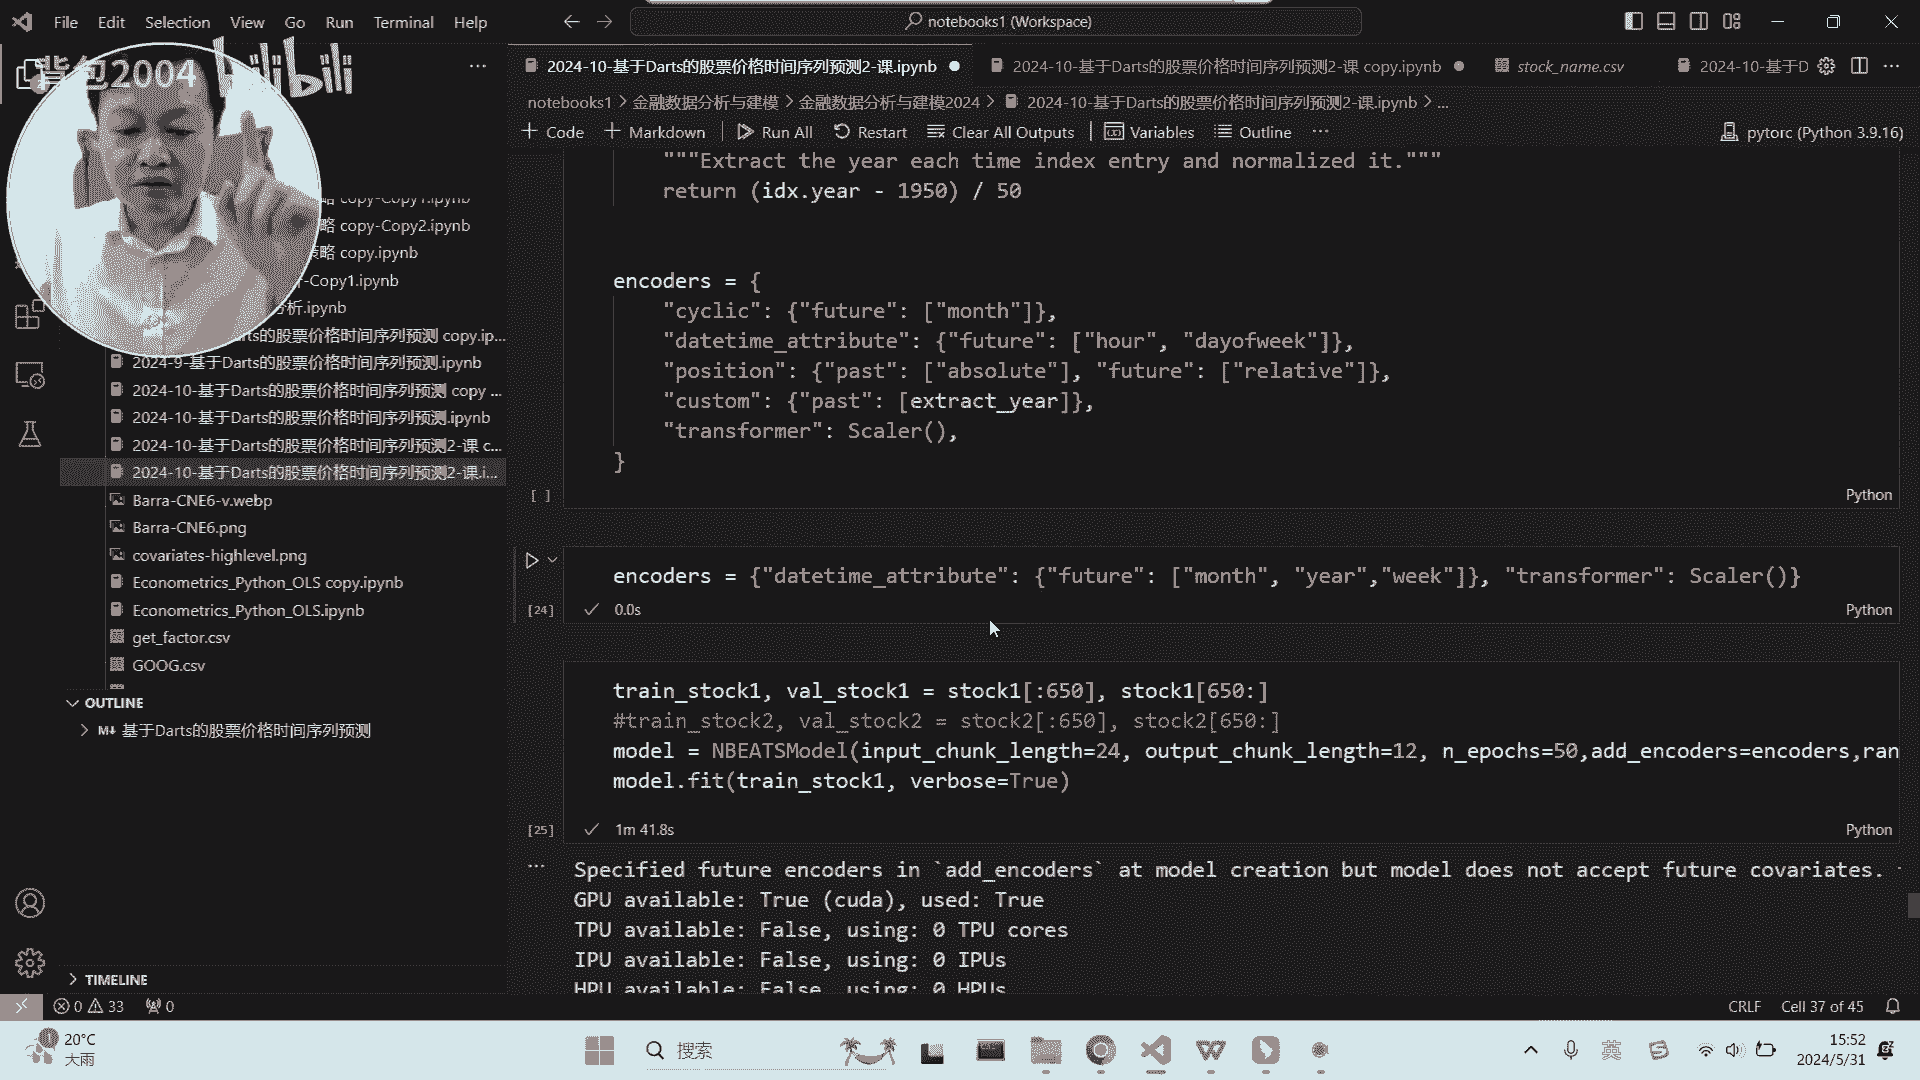 File Edit Selection View Go Run Terminal Help
notebooks1 (Workspace)
背包2004 bilibili
2024-10-基于Darts的股票价格时间序列预测2-课.ipynb
2024-10-基于Darts的股票价格时间序列预测2-课 copy.ipynb
stock_name.csv
2024-10-基于D
notebooks1 > 金融数据分析与建模 > 金融数据分析与建模2024 > 2024-10-基于Darts的股票价格时间序列预测2-课.ipynb > ...
+ Code + Markdown Run All Restart Clear All Outputs Variables Outline ...
pytorc (Python 3.9.16)
略 copy-Copy1.ipynb
略 copy-Copy2.ipynb
策略 copy.ipynb
-Copy1.ipynb
分析.ipynb
arts的股票价格时间序列预测 copy.ip...
2024-9-基于Darts的股票价格时间序列预测.ipynb
2024-10-基于Darts的股票价格时间序列预测 copy ...
2024-10-基于Darts的股票价格时间序列预测.ipynb
2024-10-基于Darts的股票价格时间序列预测2-课 c...
2024-10-基于Darts的股票价格时间序列预测2-课.i...
Barra-CNE6-v.webp
Barra-CNE6.png
covariates-highlevel.png
Econometrics_Python_OLS copy.ipynb
Econometrics_Python_OLS.ipynb
get_factor.csv
GOOG.csv
OUTLINE
M↓ 基于Darts的股票价格时间序列预测
TIMELINE
"""Extract the year each time index entry and normalized it."""
return (idx.year - 1950) / 50
encoders = {
"cyclic": {"future": ["month"]},
"datetime_attribute": {"future": ["hour", "dayofweek"]},
"position": {"past": ["absolute"], "future": ["relative"]},
"custom": {"past": [extract_year]},
"transformer": Scaler(),
}
[ ] Python
encoders = {"datetime_attribute": {"future": ["month", "year","week"]}, "transformer": Scaler()}
[24] ✓ 0.0s Python
train_stock1, val_stock1 = stock1[:650], stock1[650:]
#train_stock2, val_stock2 = stock2[:650], stock2[650:]
model = NBEATSModel(input_chunk_length=24, output_chunk_length=12, n_epochs=50,add_encoders=encoders,ran
model.fit(train_stock1, verbose=True)
[25] ✓ 1m 41.8s Python
... Specified future encoders in `add_encoders` at model creation but model does not accept future covariates.
GPU available: True (cuda), used: True
TPU available: False, using: 0 TPU cores
IPU available: False, using: 0 IPUs
HPU available: False, using: 0 HPUs
0 33 0
CRLF Cell 37 of 45
20°C
大雨
搜索
英
15:52
2024/5/31